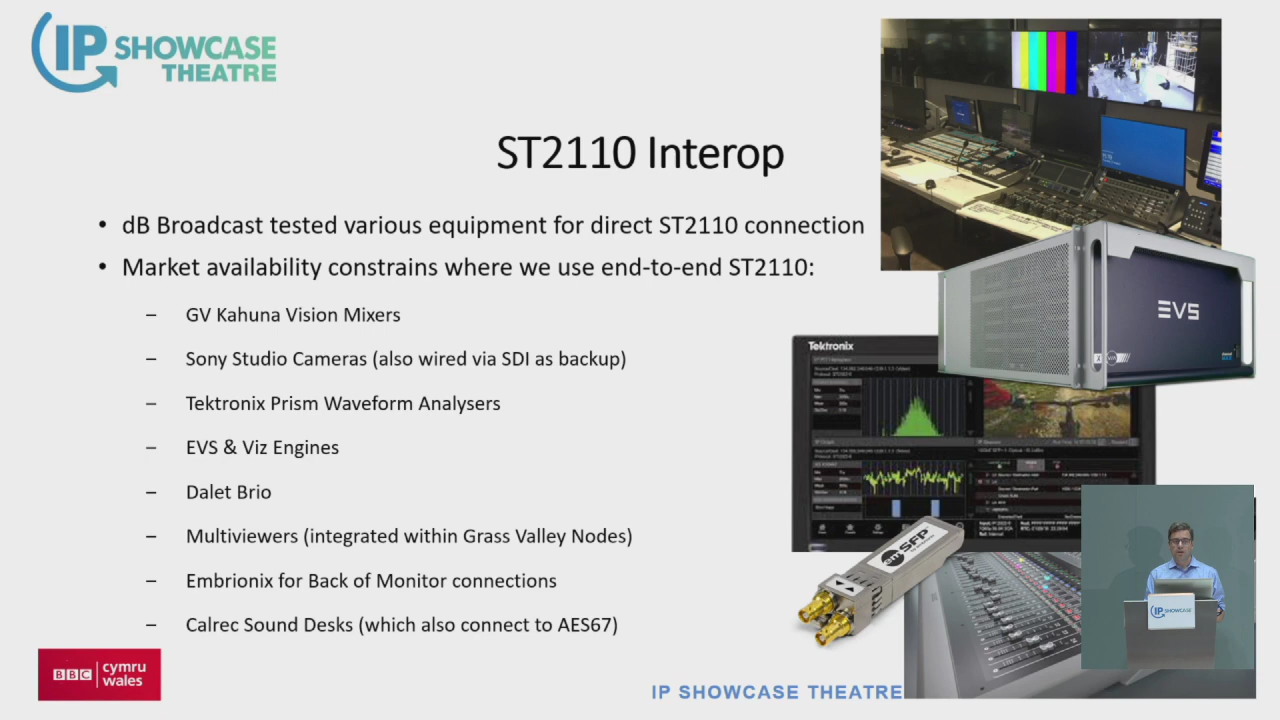 IP SHOWCASE
THEATRE
ST2110 Interop
• dB Broadcast tested various equipment for direct ST2110 connection
• Market availability constrains where we use end-to-end ST2110:
– GV Kahuna Vision Mixers
– Sony Studio Cameras (also wired via SDI as backup)
– Tektronix Prism Waveform Analysers
– EVS & Viz Engines
– Dalet Brio
– Multiviewers (integrated within Grass Valley Nodes)
– Embrionix for Back of Monitor connections
– Calrec Sound Desks (which also connect to AES67)
EVS
Tektronix
emSFP
IP SHOWCASE
BBC cymru
wales
IP SHOWCASE THEATRE